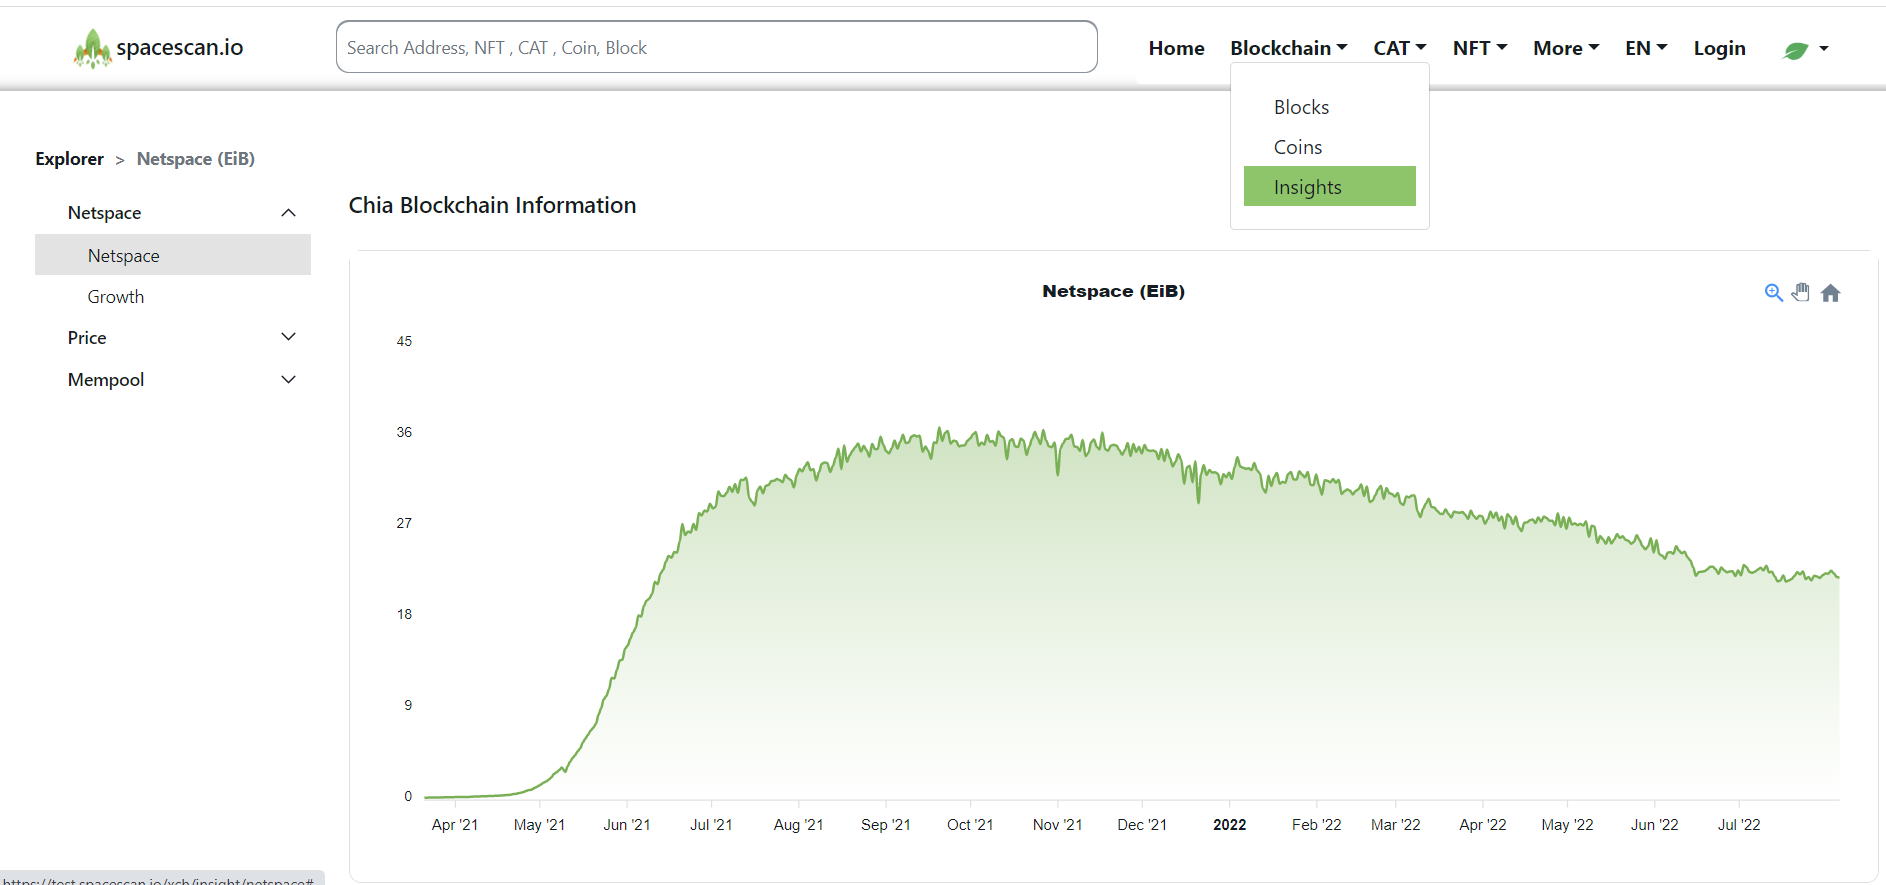 spacescan.io
Search Address, NFT , CAT , Coin, Block
Home Blockchain CAT NFT More EN Login
Blocks
Coins
Insights
Explorer > Netspace (EiB)
Netspace
Netspace
Growth
Price
Mempool
Chia Blockchain Information
Netspace (EiB)
45
36
27
18
9
0
Apr '21 May '21 Jun '21 Jul '21 Aug '21 Sep '21 Oct '21 Nov '21 Dec '21 2022 Feb '22 Mar '22 Apr '22 May '22 Jun '22 Jul '22
https://test.spacescan.io/xch/insight/netspace#